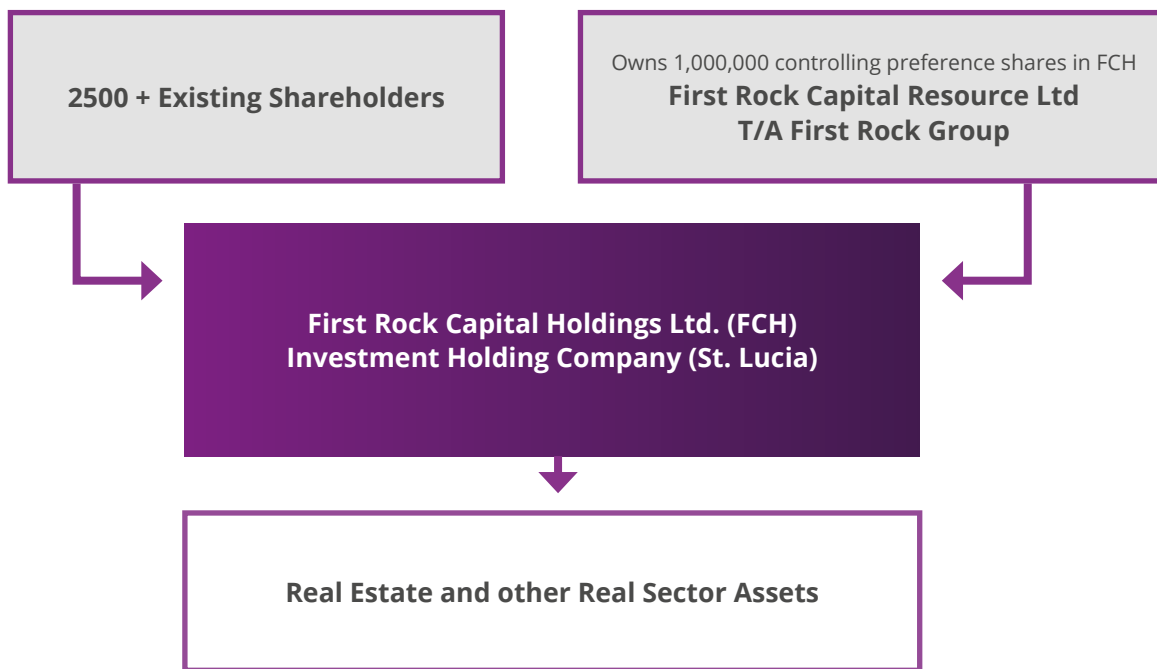 2500 + Existing Shareholders
Owns 1,000,000 controlling preference shares in FCH
First Rock Capital Resource Ltd
T/A First Rock Group
First Rock Capital Holdings Ltd. (FCH)
Investment Holding Company (St. Lucia)
Real Estate and other Real Sector Assets